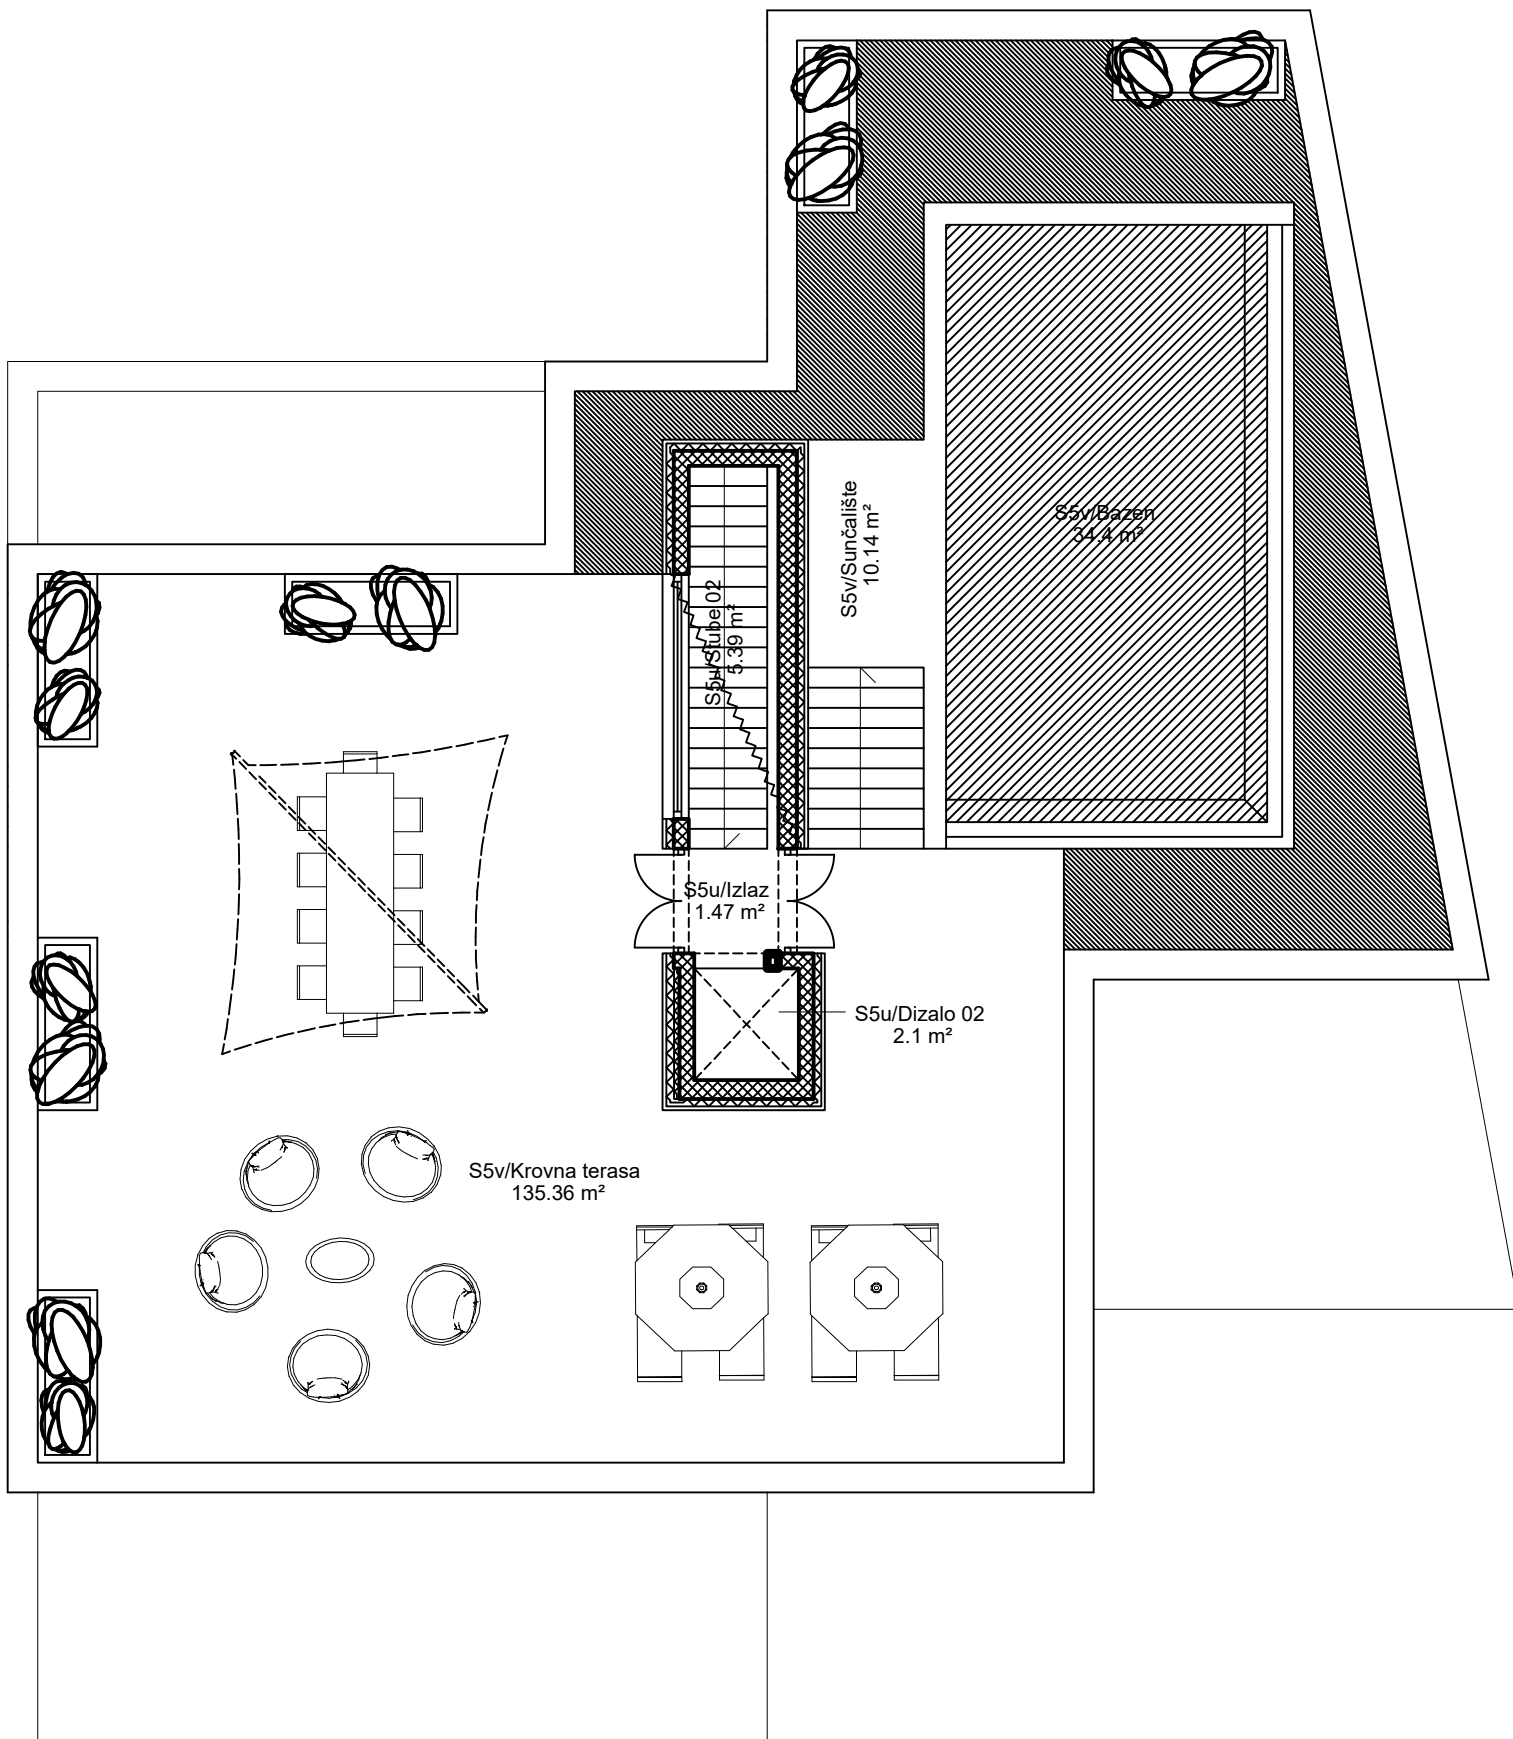 S5v/Bazen
34.4 m²
S5v/Sunčalište
10.14 m²
S5u/Stube 02
5.39 m²
S5u/Izlaz
1.47 m²
S5u/Dizalo 02
2.1 m²
S5v/Krovna terasa
135.36 m²